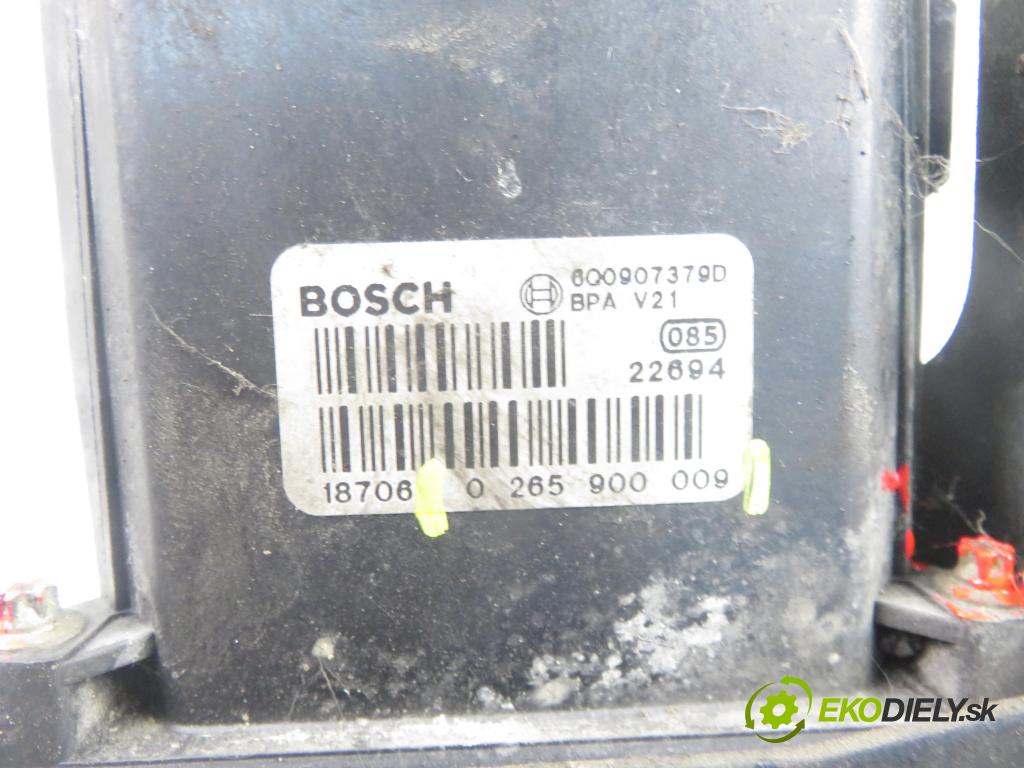 BOSCH
6Q0907379D
BPA V21
085
22694
18706 0 265 900 009
EKODIELY.sk